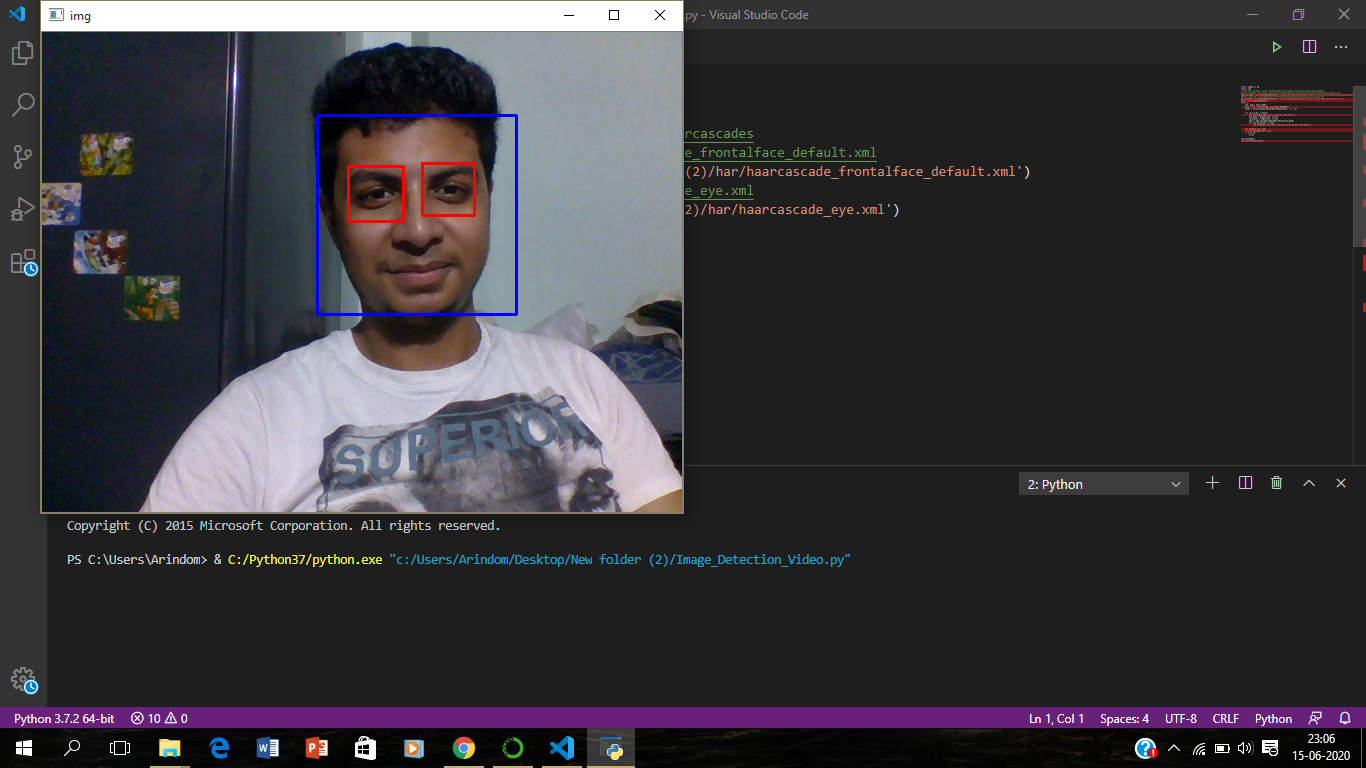 img
.py - Visual Studio Code
rcascades
e_frontalface_default.xml
(2)/har/haarcascade_frontalface_default.xml')
e_eye.xml
2)/har/haarcascade_eye.xml')
SUPERIOR
2: Python
Copyright (C) 2015 Microsoft Corporation. All rights reserved.
PS C:\Users\Arindom> & C:/Python37/python.exe "c:/Users/Arindom/Desktop/New folder (2)/Image_Detection_Video.py"
Python 3.7.2 64-bit 10 0 Ln 1, Col 1 Spaces: 4 UTF-8 CRLF Python
23:06
15-06-2020